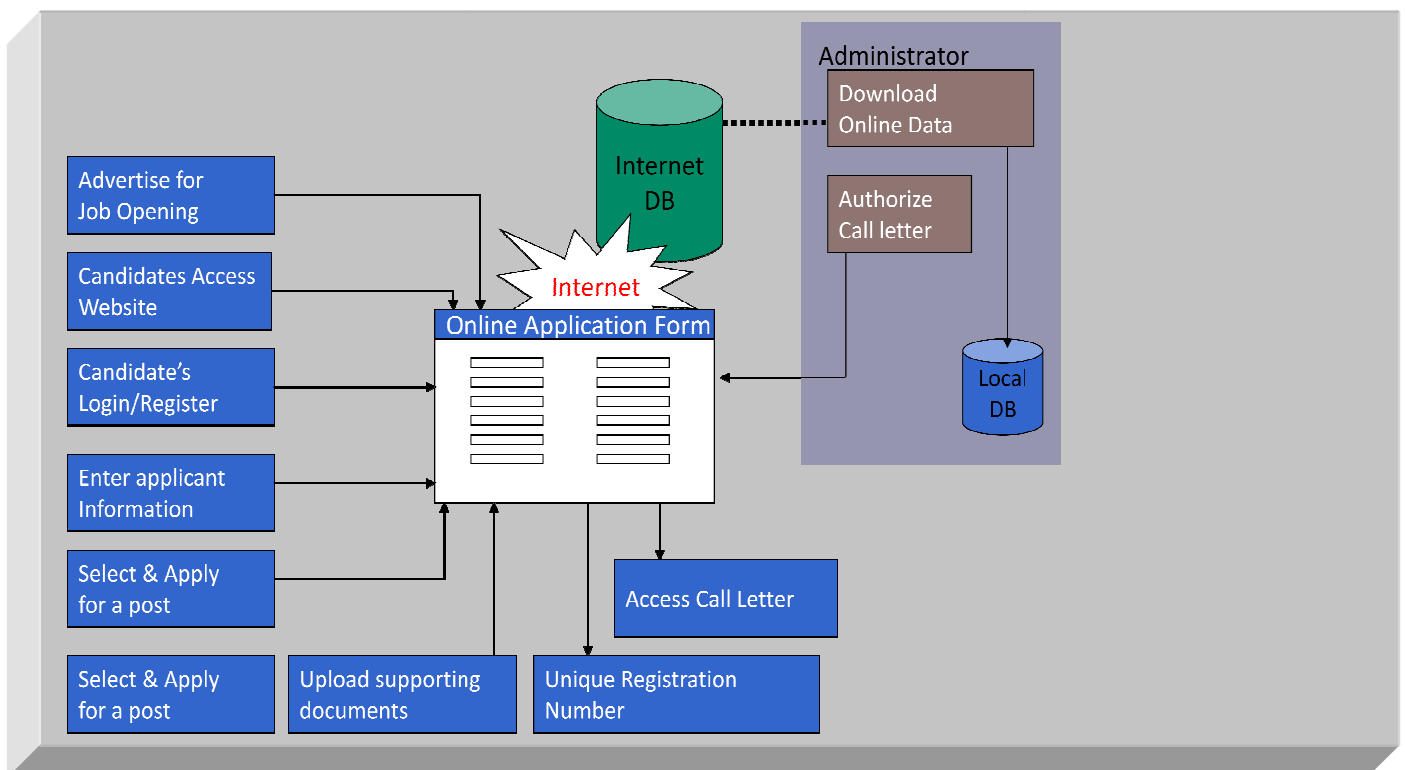 Administrator
Download
Online Data
Internet
DB
Advertise for
Job Opening
Authorize
Call letter
Candidates Access
Website
Internet
Online Application Form
Candidate’s
Login/Register
Local
DB
Enter applicant
Information
Select & Apply
for a post
Access Call Letter
Select & Apply
for a post
Upload supporting
documents
Unique Registration
Number